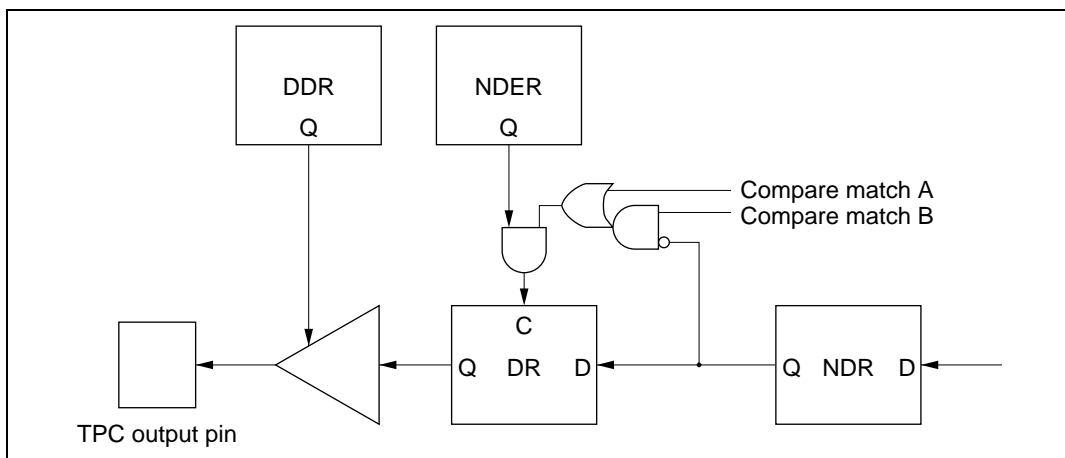 DDR
Q
NDER
Q
Compare match A
Compare match B
C
Q DR D
Q NDR D
TPC output pin